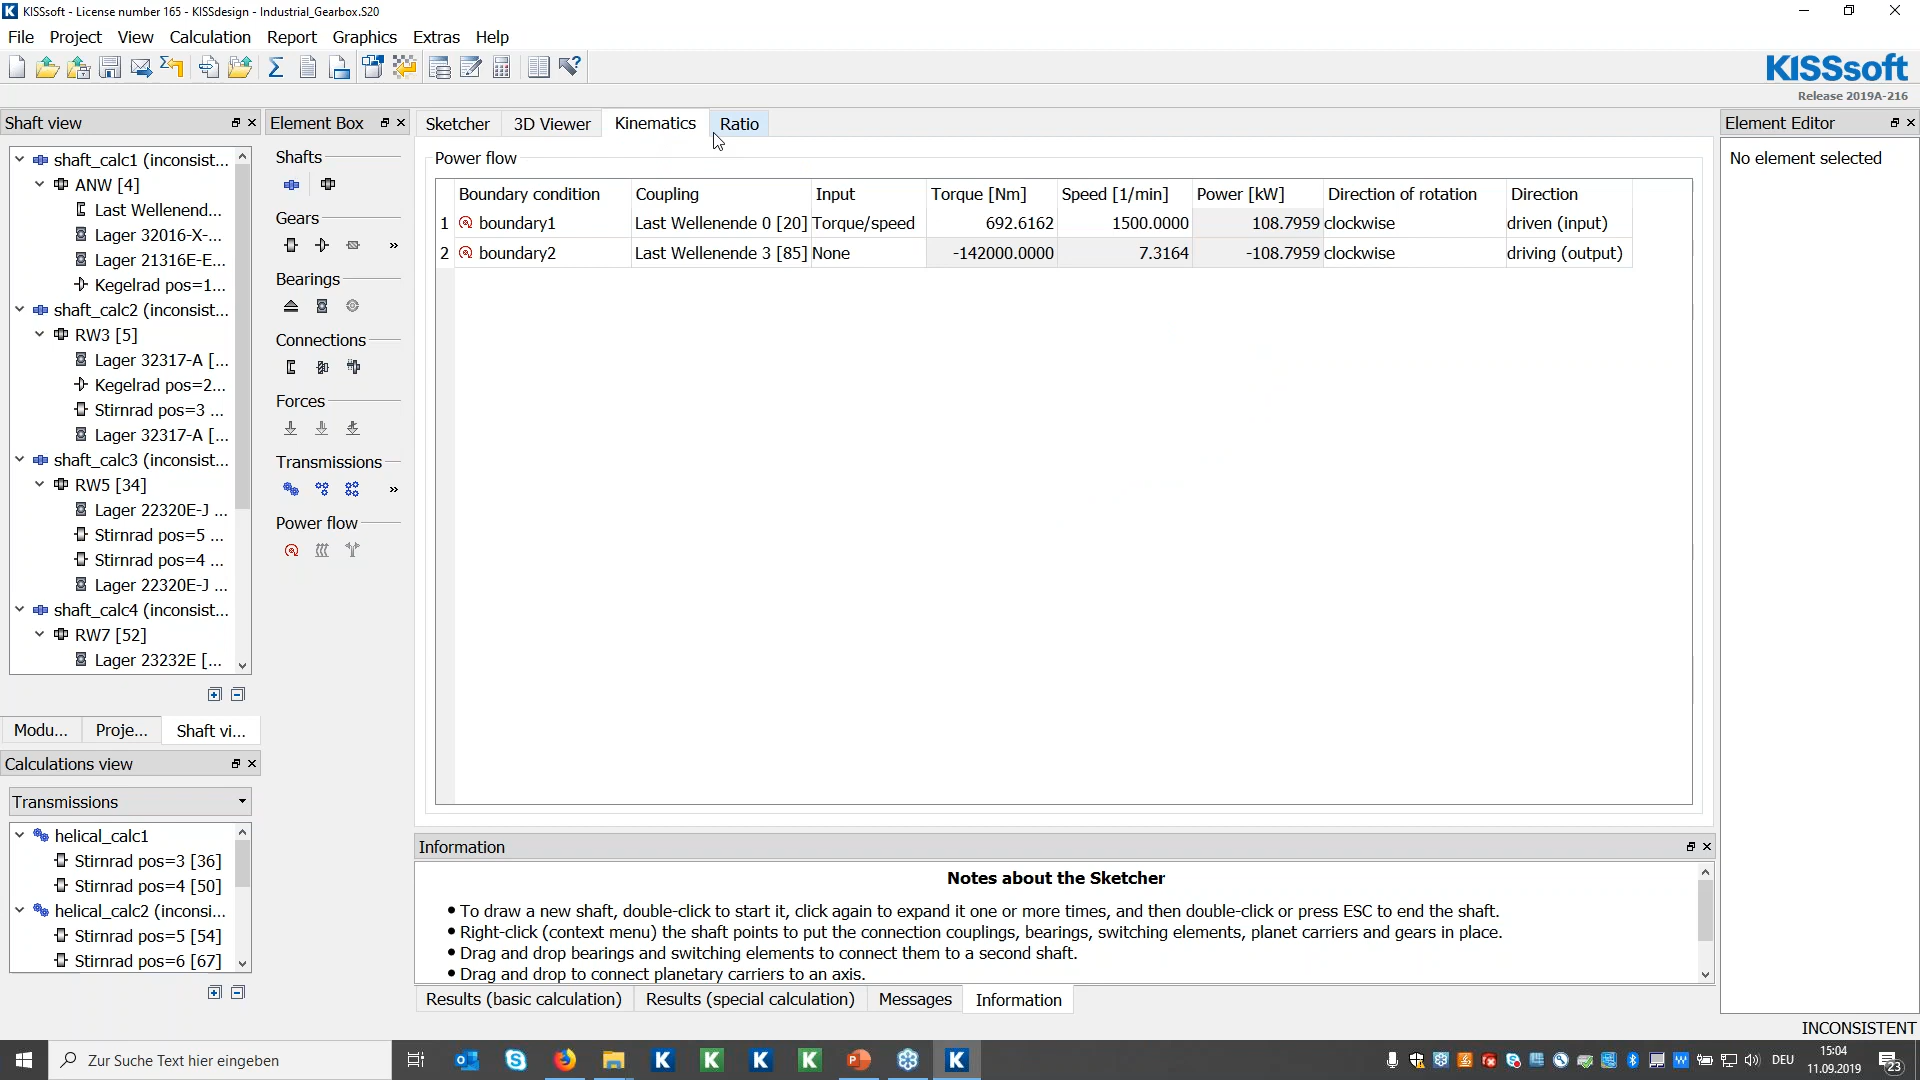 KISSsoft - License number 165 - KISSdesign - Industrial_Gearbox.S20
File Project View Calculation Report Graphics Extras Help
KISSsoft
Release 2019A-216
Shaft view
shaft_calc1 (inconsist...
ANW [4]
Last Wellenend...
Lager 32016-X-...
Lager 21316E-E...
Kegelrad pos=1...
shaft_calc2 (inconsist...
RW3 [5]
Lager 32317-A [...
Kegelrad pos=2...
Stirnrad pos=3 ...
Lager 32317-A [...
shaft_calc3 (inconsist...
RW5 [34]
Lager 22320E-J ...
Stirnrad pos=5 ...
Stirnrad pos=4 ...
Lager 22320E-J ...
shaft_calc4 (inconsist...
RW7 [52]
Lager 23232E [...
Modu... Proje... Shaft vi...
Calculations view
Transmissions
helical_calc1
Stirnrad pos=3 [36]
Stirnrad pos=4 [50]
helical_calc2 (inconsi...
Stirnrad pos=5 [54]
Stirnrad pos=6 [67]
Element Box
Shafts
Gears
»
Bearings
Connections
Forces
Transmissions
»
Power flow
Sketcher 3D Viewer Kinematics Ratio
Power flow
Boundary condition Coupling Input Torque [Nm] Speed [1/min] Power [kW] Direction of rotation Direction
1 boundary1 Last Wellenende 0 [20] Torque/speed 692.6162 1500.0000 108.7959 clockwise driven (input)
2 boundary2 Last Wellenende 3 [85] None -142000.0000 7.3164 -108.7959 clockwise driving (output)
Information
Notes about the Sketcher
• To draw a new shaft, double-click to start it, click again to expand it one or more times, and then double-click or press ESC to end the shaft.
• Right-click (context menu) the shaft points to put the connection couplings, bearings, switching elements, planet carriers and gears in place.
• Drag and drop bearings and switching elements to connect them to a second shaft.
• Drag and drop to connect planetary carriers to an axis.
Results (basic calculation) Results (special calculation) Messages Information
Element Editor
No element selected
INCONSISTENT
Zur Suche Text hier eingeben
DEU
15:04
11.09.2019
23